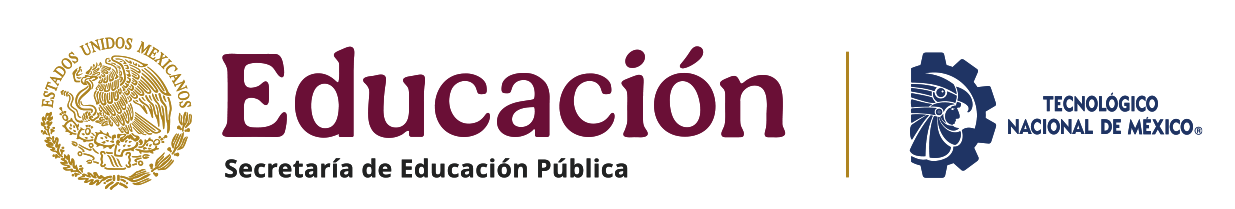 ESTADOS UNIDOS MEXICANOS
Educación
Secretaría de Educación Pública
TECNOLÓGICO
NACIONAL DE MÉXICO®